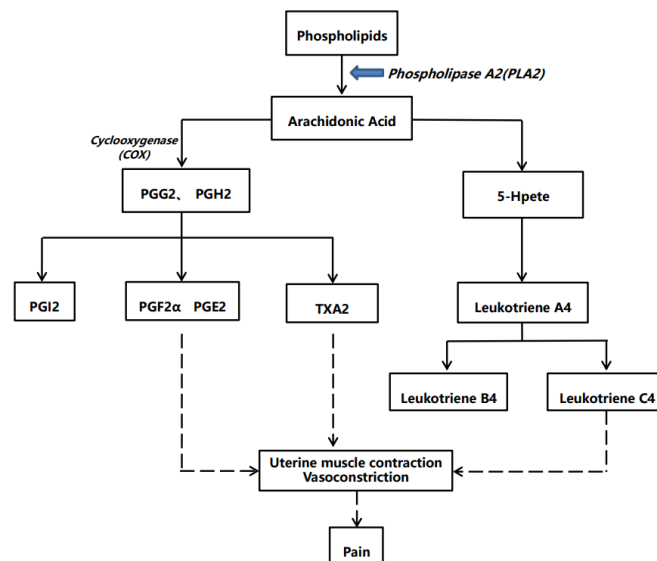 Phospholipids
Phospholipase A2(PLA2)
Arachidonic Acid
Cyclooxygenase
(COX)
PGG2、 PGH2
5-Hpete
PGI2
PGF2α PGE2
TXA2
Leukotriene A4
Leukotriene B4
Leukotriene C4
Uterine muscle contraction
Vasoconstriction
Pain